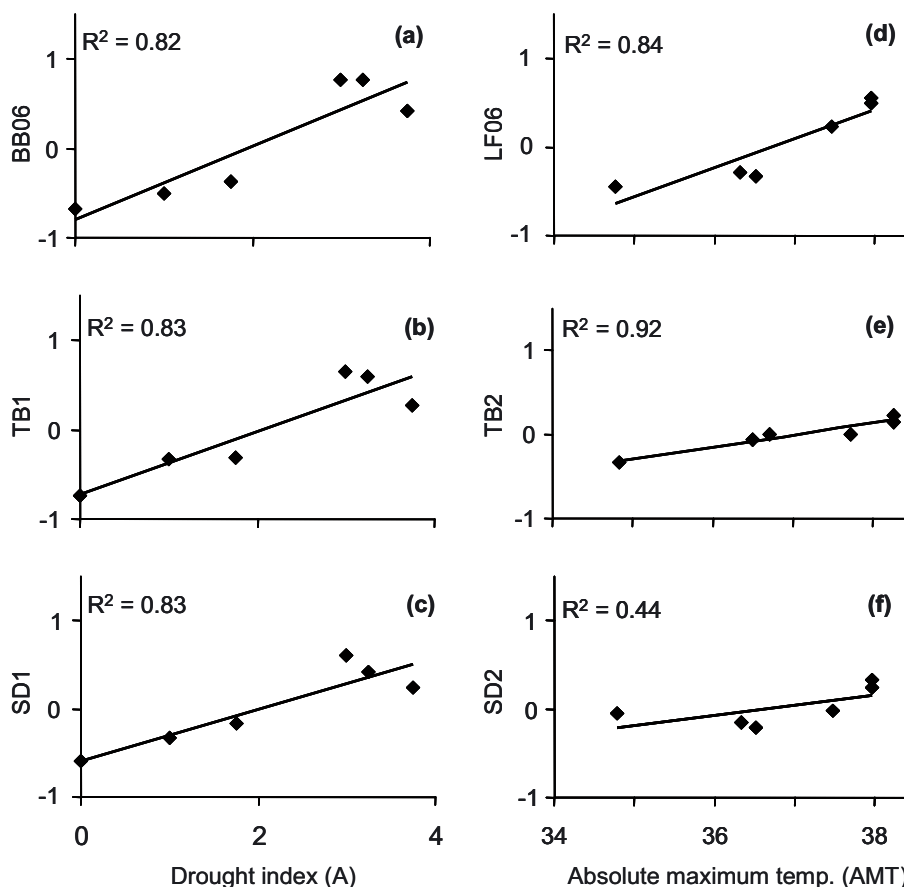 R² = 0.82
(a)
1
0
-1
BB06
R² = 0.84
(d)
1
0
-1
LF06
R² = 0.83
(b)
1
0
-1
TB1
R² = 0.92
(e)
1
0
-1
TB2
R² = 0.83
(c)
1
0
-1
SD1
0 2 4
Drought index (A)
R² = 0.44
(f)
1
0
-1
SD2
34 36 38
Absolute maximum temp. (AMT)